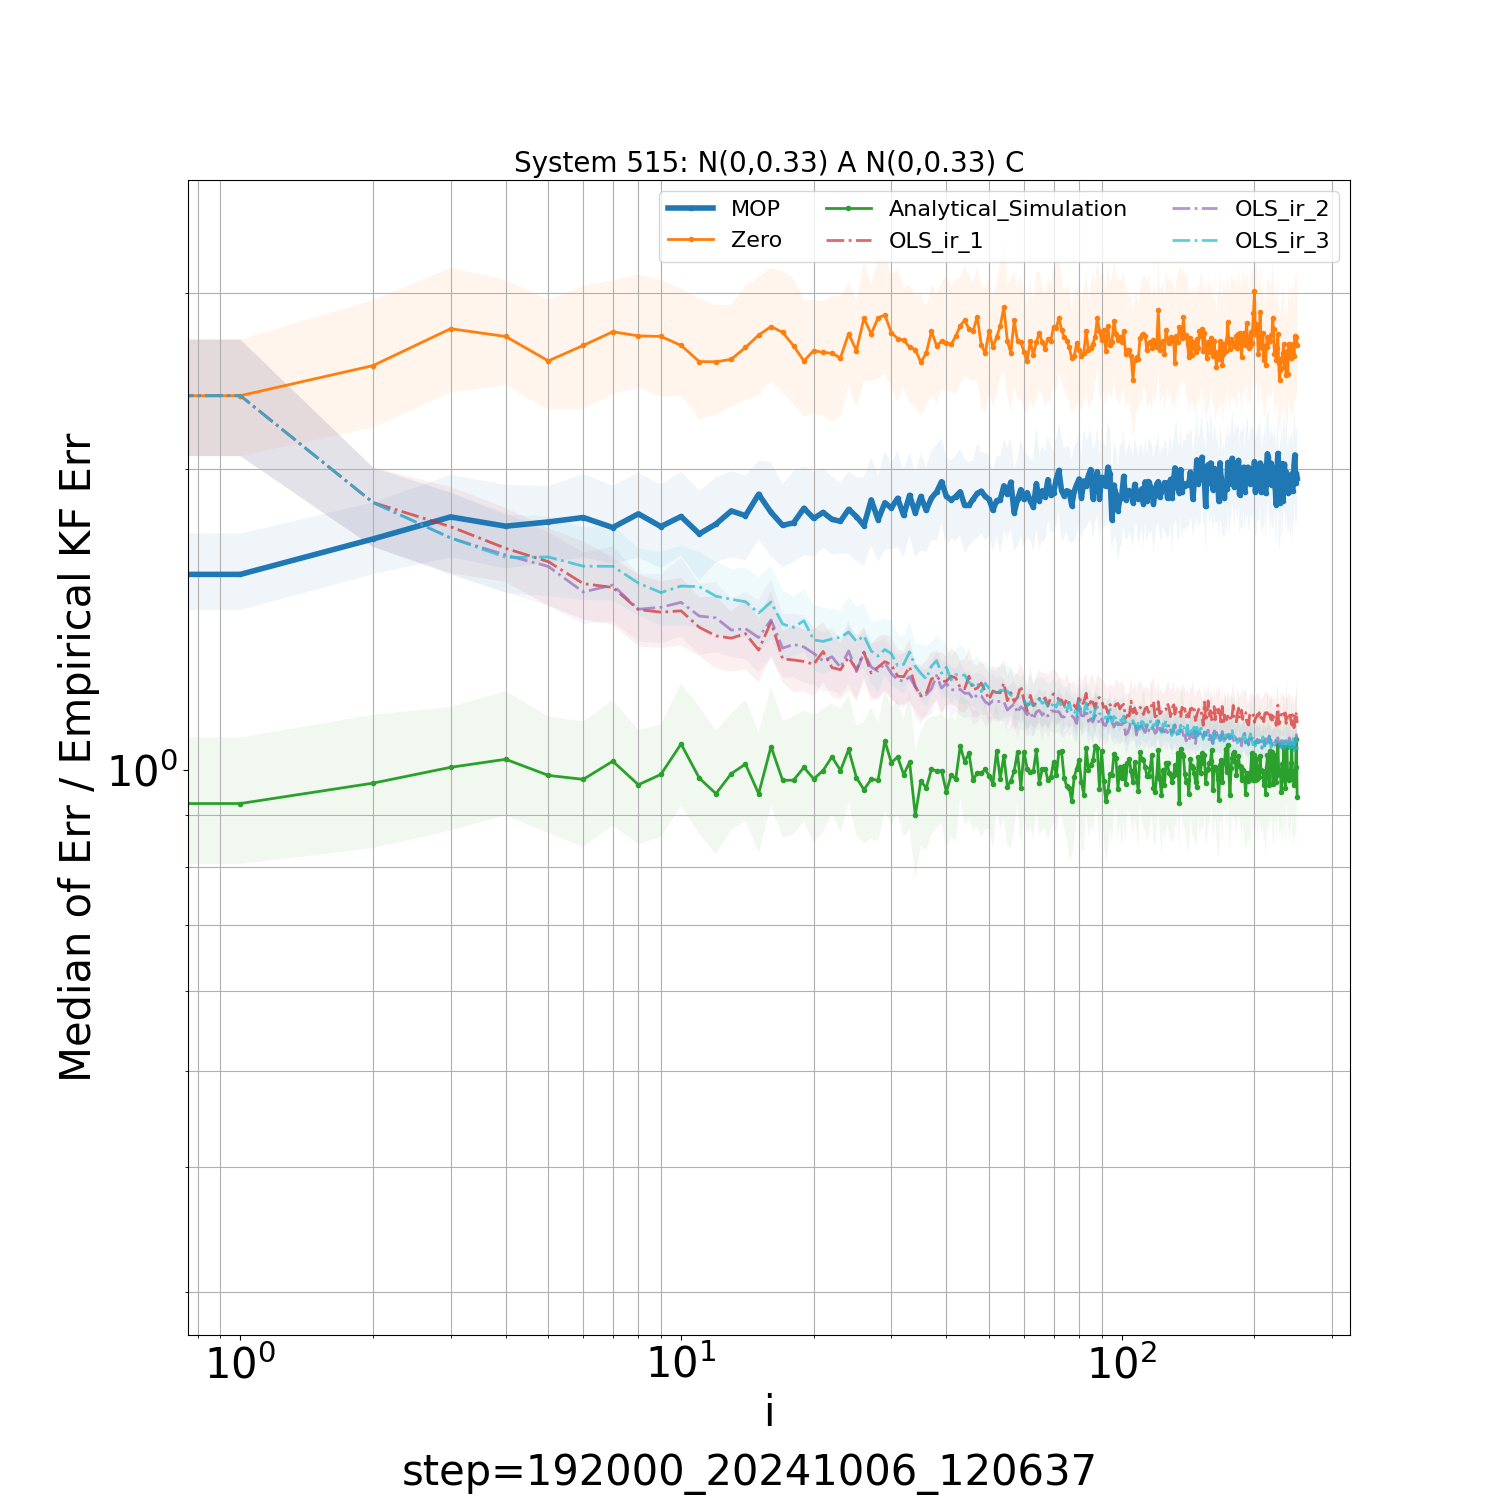 System 515: N(0,0.33) A N(0,0.33) C
MOP
Zero
Analytical_Simulation
OLS_ir_1
OLS_ir_2
OLS_ir_3
Median of Err / Empirical KF Err
10⁰
10⁰ 10¹ 10²
i
step=192000_20241006_120637